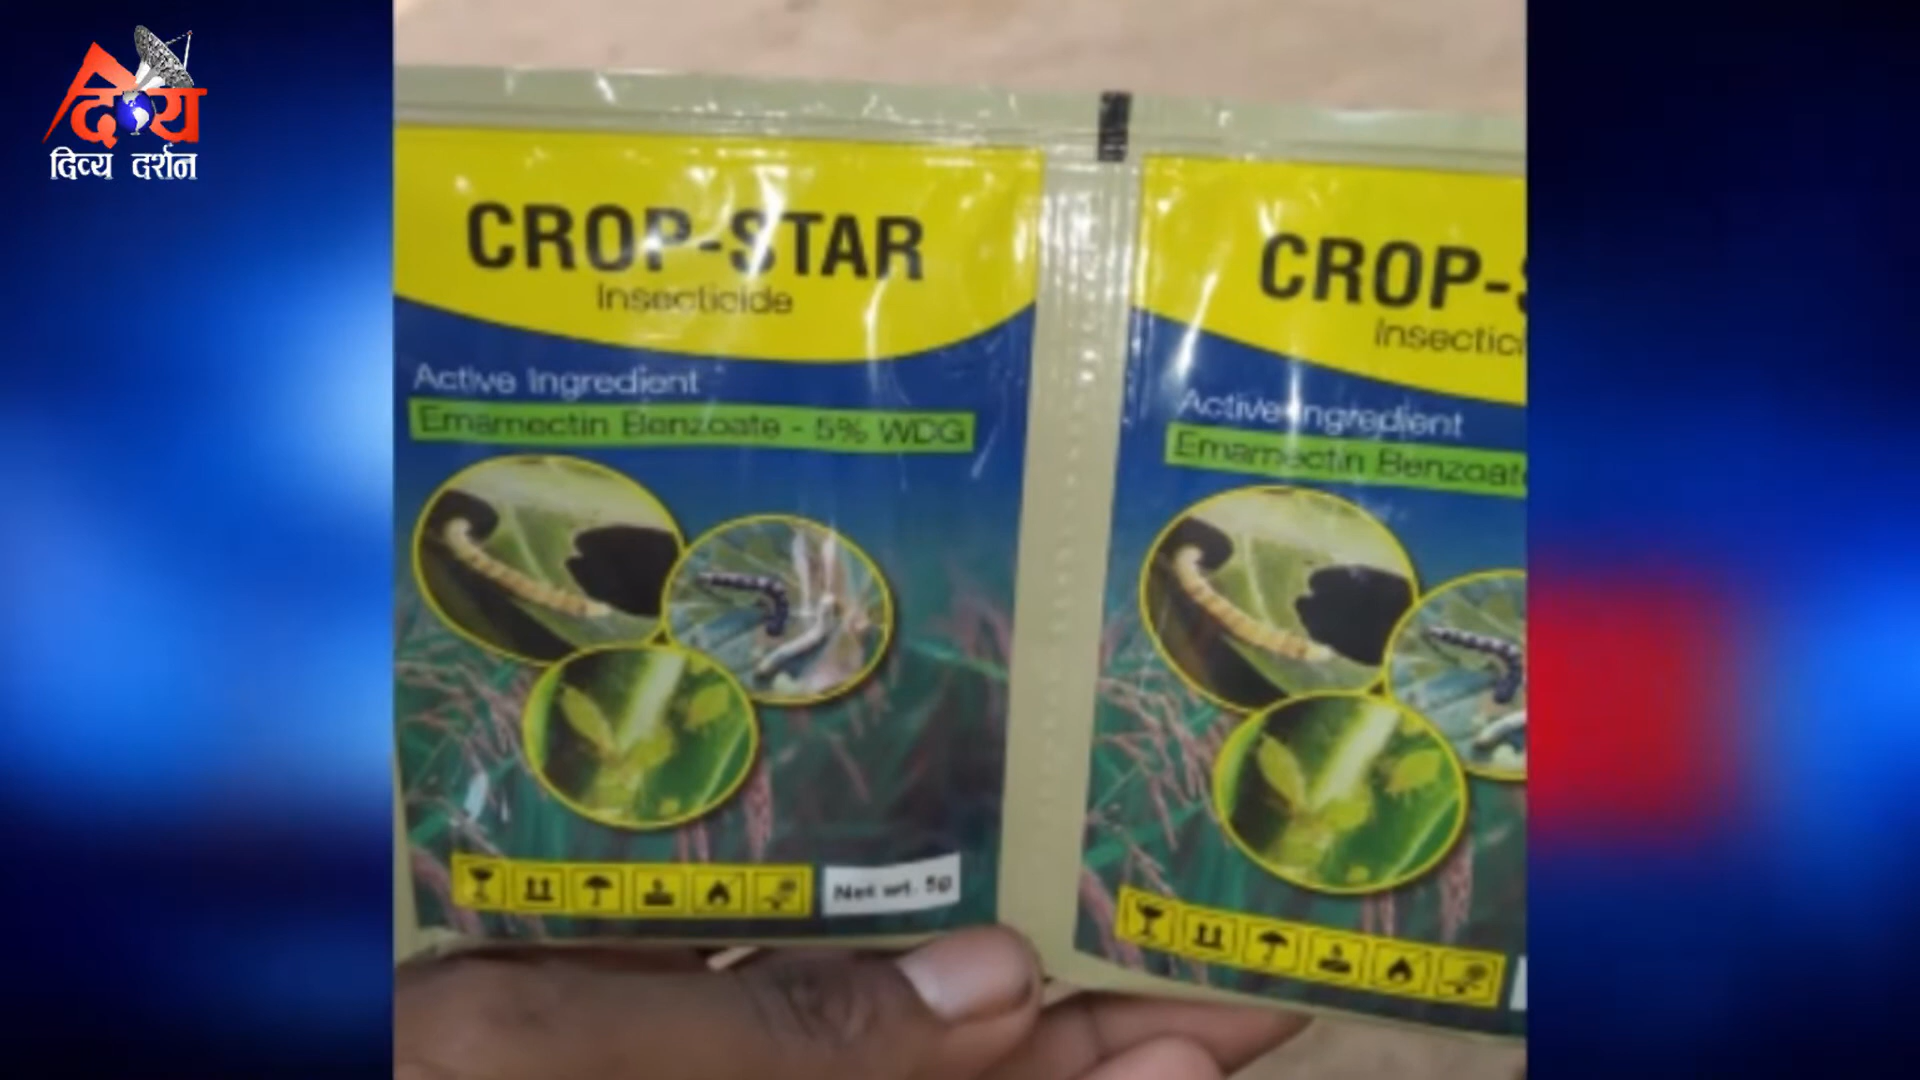 दिव्य
दिव्य दर्शन
CROP-STAR
Insecticide
Active Ingredient
Emamectin Benzoate - 5% WDG
Net wt. 5g
CROP-S
Insectici
Active Ingredient
Emamectin Benzoate